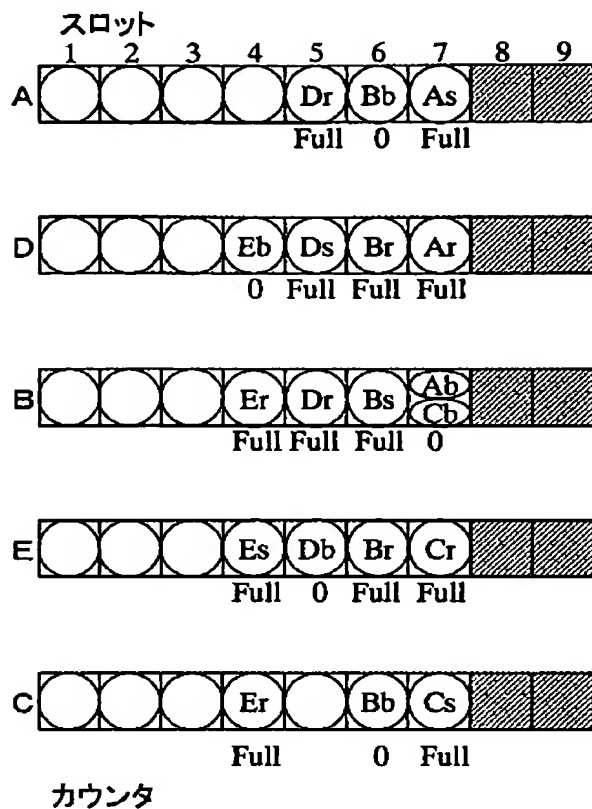 スロット
1 2 3 4 5 6 7 8 9
A Dr Bb As
Full 0 Full
D Eb Ds Br Ar
0 Full Full Full
B Er Dr Bs Ab
Cb
Full Full Full 0
E Es Db Br Cr
Full 0 Full Full
C Er Bb Cs
Full 0 Full
カウンタ